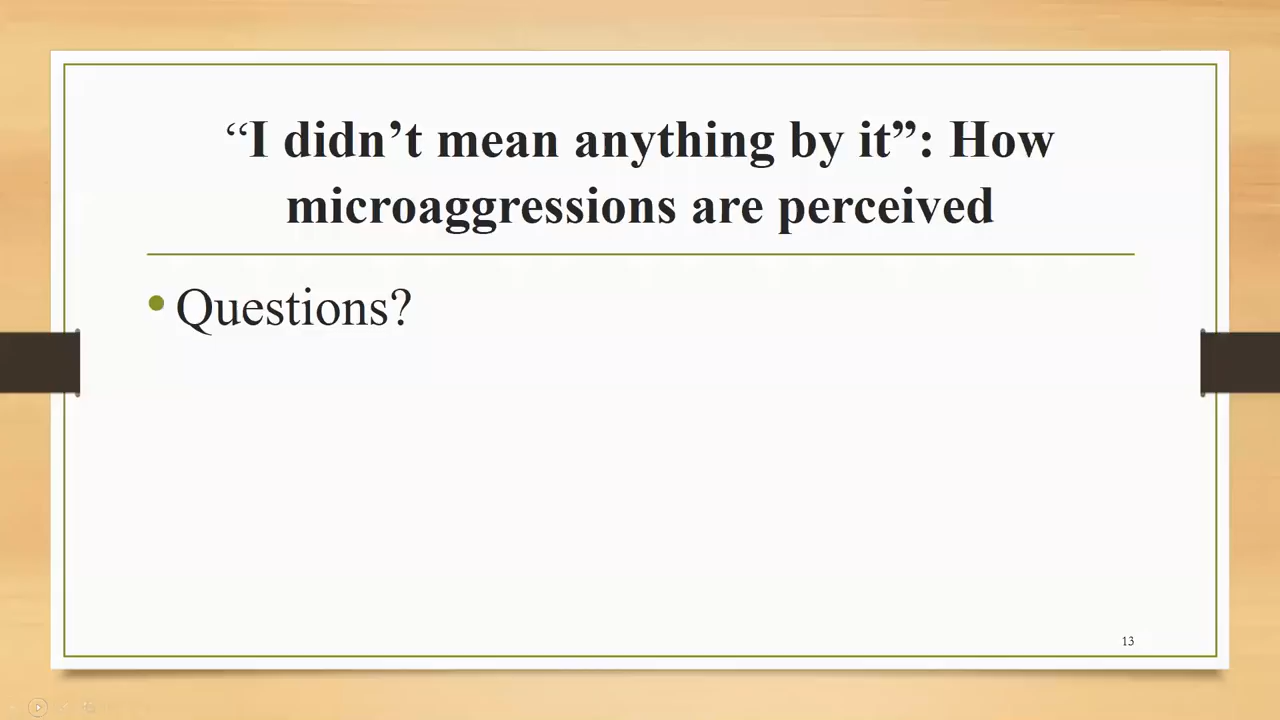 “I didn’t mean anything by it”: How
microaggressions are perceived
• Questions?
13